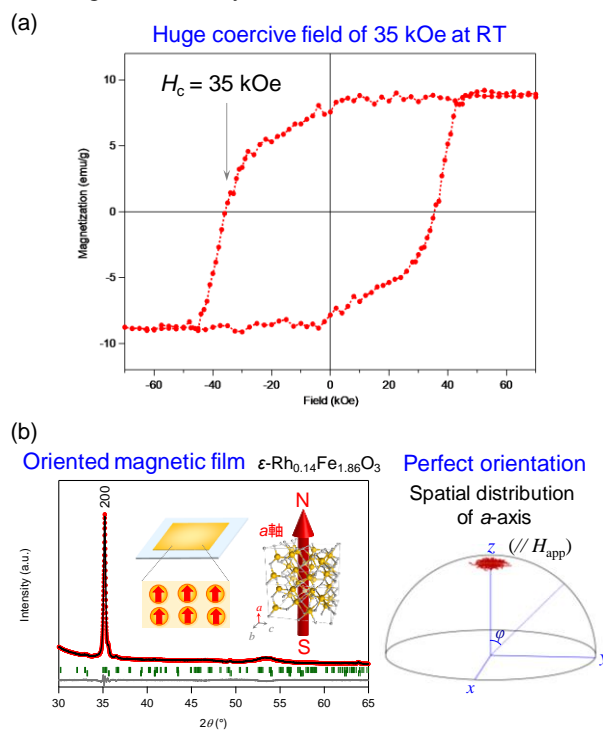 (a)
Huge coercive field of 35 kOe at RT
Hc = 35 kOe
10
5
0
-5
-10
Magnetization (emu/g)
-60 -40 -20 0 20 40 60
Field (kOe)
(b)
Oriented magnetic film ε-Rh0.14Fe1.86O3
Perfect orientation
Spatial distribution
of a-axis
200
N
a軸
S
a
b
c
Intensity (a.u.)
30 35 40 45 50 55 60 65
2θ (°)
z (// Happ)
φ
y
x